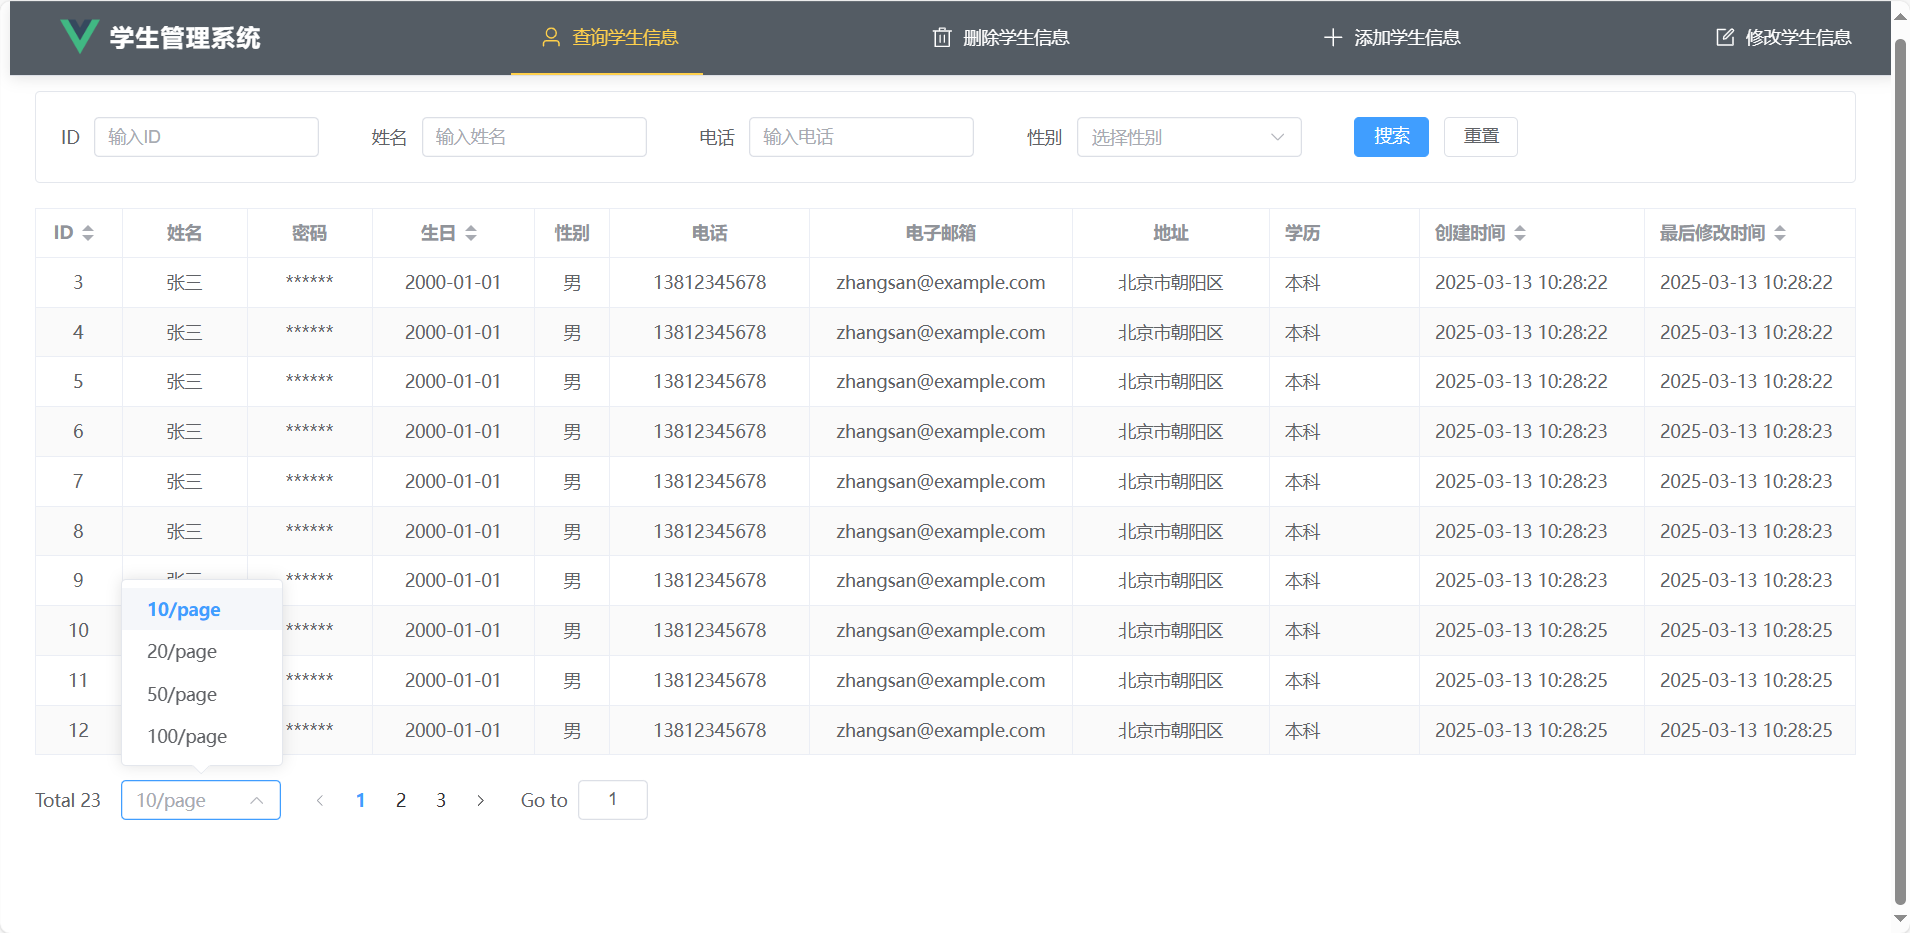 学生管理系统 查询学生信息 删除学生信息 添加学生信息 修改学生信息
ID 输入ID 姓名 输入姓名 电话 输入电话 性别 选择性别 搜索 重置
ID 姓名 密码 生日 性别 电话 电子邮箱 地址 学历 创建时间 最后修改时间
3 张三 ****** 2000-01-01 男 13812345678 zhangsan@example.com 北京市朝阳区 本科 2025-03-13 10:28:22 2025-03-13 10:28:22
4 张三 ****** 2000-01-01 男 13812345678 zhangsan@example.com 北京市朝阳区 本科 2025-03-13 10:28:22 2025-03-13 10:28:22
5 张三 ****** 2000-01-01 男 13812345678 zhangsan@example.com 北京市朝阳区 本科 2025-03-13 10:28:22 2025-03-13 10:28:22
6 张三 ****** 2000-01-01 男 13812345678 zhangsan@example.com 北京市朝阳区 本科 2025-03-13 10:28:23 2025-03-13 10:28:23
7 张三 ****** 2000-01-01 男 13812345678 zhangsan@example.com 北京市朝阳区 本科 2025-03-13 10:28:23 2025-03-13 10:28:23
8 张三 ****** 2000-01-01 男 13812345678 zhangsan@example.com 北京市朝阳区 本科 2025-03-13 10:28:23 2025-03-13 10:28:23
9 ****** 2000-01-01 男 13812345678 zhangsan@example.com 北京市朝阳区 本科 2025-03-13 10:28:23 2025-03-13 10:28:23
10 ****** 2000-01-01 男 13812345678 zhangsan@example.com 北京市朝阳区 本科 2025-03-13 10:28:25 2025-03-13 10:28:25
11 ****** 2000-01-01 男 13812345678 zhangsan@example.com 北京市朝阳区 本科 2025-03-13 10:28:25 2025-03-13 10:28:25
12 ****** 2000-01-01 男 13812345678 zhangsan@example.com 北京市朝阳区 本科 2025-03-13 10:28:25 2025-03-13 10:28:25
10/page
20/page
50/page
100/page
Total 23 10/page 1 2 3 Go to 1